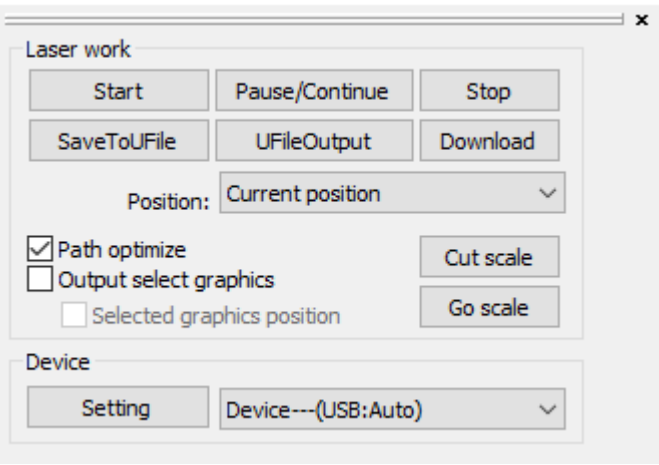 Laser work
Start Pause/Continue Stop
SaveToUFile UFileOutput Download
Position: Current position
Path optimize Cut scale
Output select graphics
Selected graphics position Go scale
Device
Setting Device---(USB:Auto)